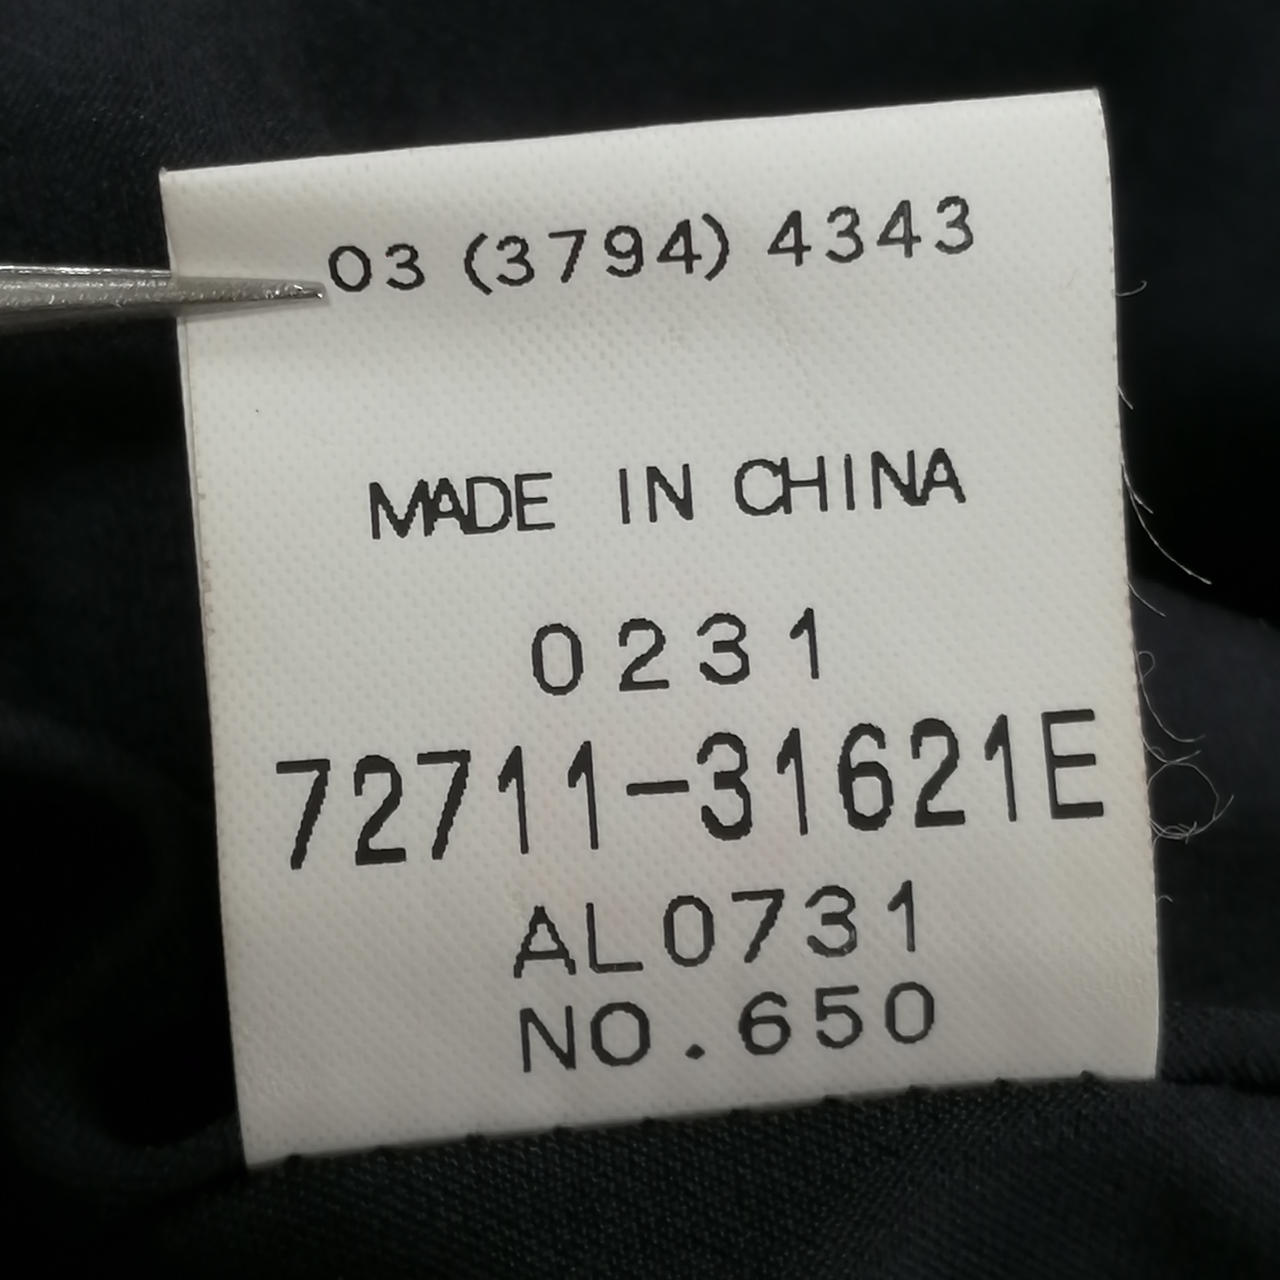 03 (3794) 4343
MADE IN CHINA
0231
72711-31621E
AL0731
NO.650